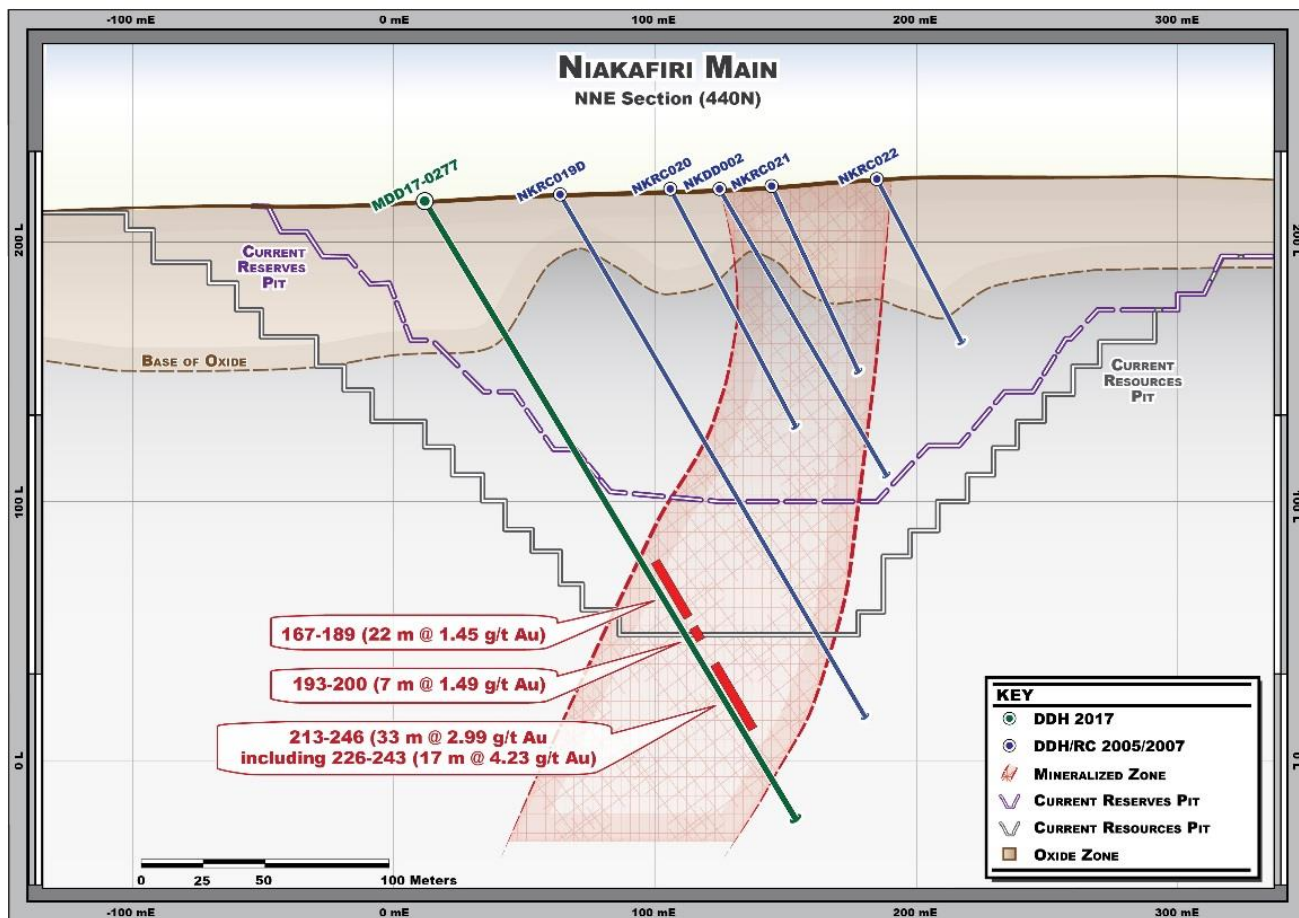 -100 mE
0 mE
100 mE
200 mE
300 mE
NIAKAFIRI MAIN
NNE SECTION (440N)
MDD17-0277
NKRC019D
NKRC020
NKDD002
NKRC021
NKRC022
200 L
200 L
CURRENT
RESERVES
PIT
BASE OF OXIDE
CURRENT
RESOURCES
PIT
100 L
100 L
167-189 (22 m @ 1.45 g/t Au)
193-200 (7 m @ 1.49 g/t Au)
213-246 (33 m @ 2.99 g/t Au
including 226-243 (17 m @ 4.23 g/t Au)
0 L
0 L
KEY
DDH 2017
DDH/RC 2005/2007
MINERALIZED ZONE
CURRENT RESERVES PIT
CURRENT RESOURCES PIT
OXIDE ZONE
0 25 50 100 METERS
-100 mE
0 mE
100 mE
200 mE
300 mE